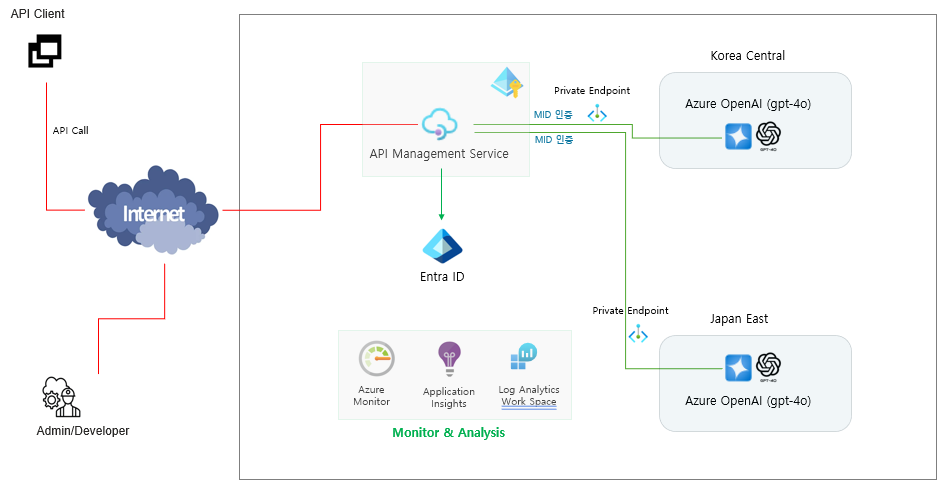 API Client
API Call
Internet
Admin/Developer
API Management Service
MID 인증
MID 인증
Private Endpoint
Entra ID
Korea Central
Azure OpenAI (gpt-4o)
GPT-4O
Private Endpoint
Japan East
GPT-4O
Azure OpenAI (gpt-4o)
Azure
Monitor
Application
Insights
Log Analytics
Work Space
Monitor & Analysis